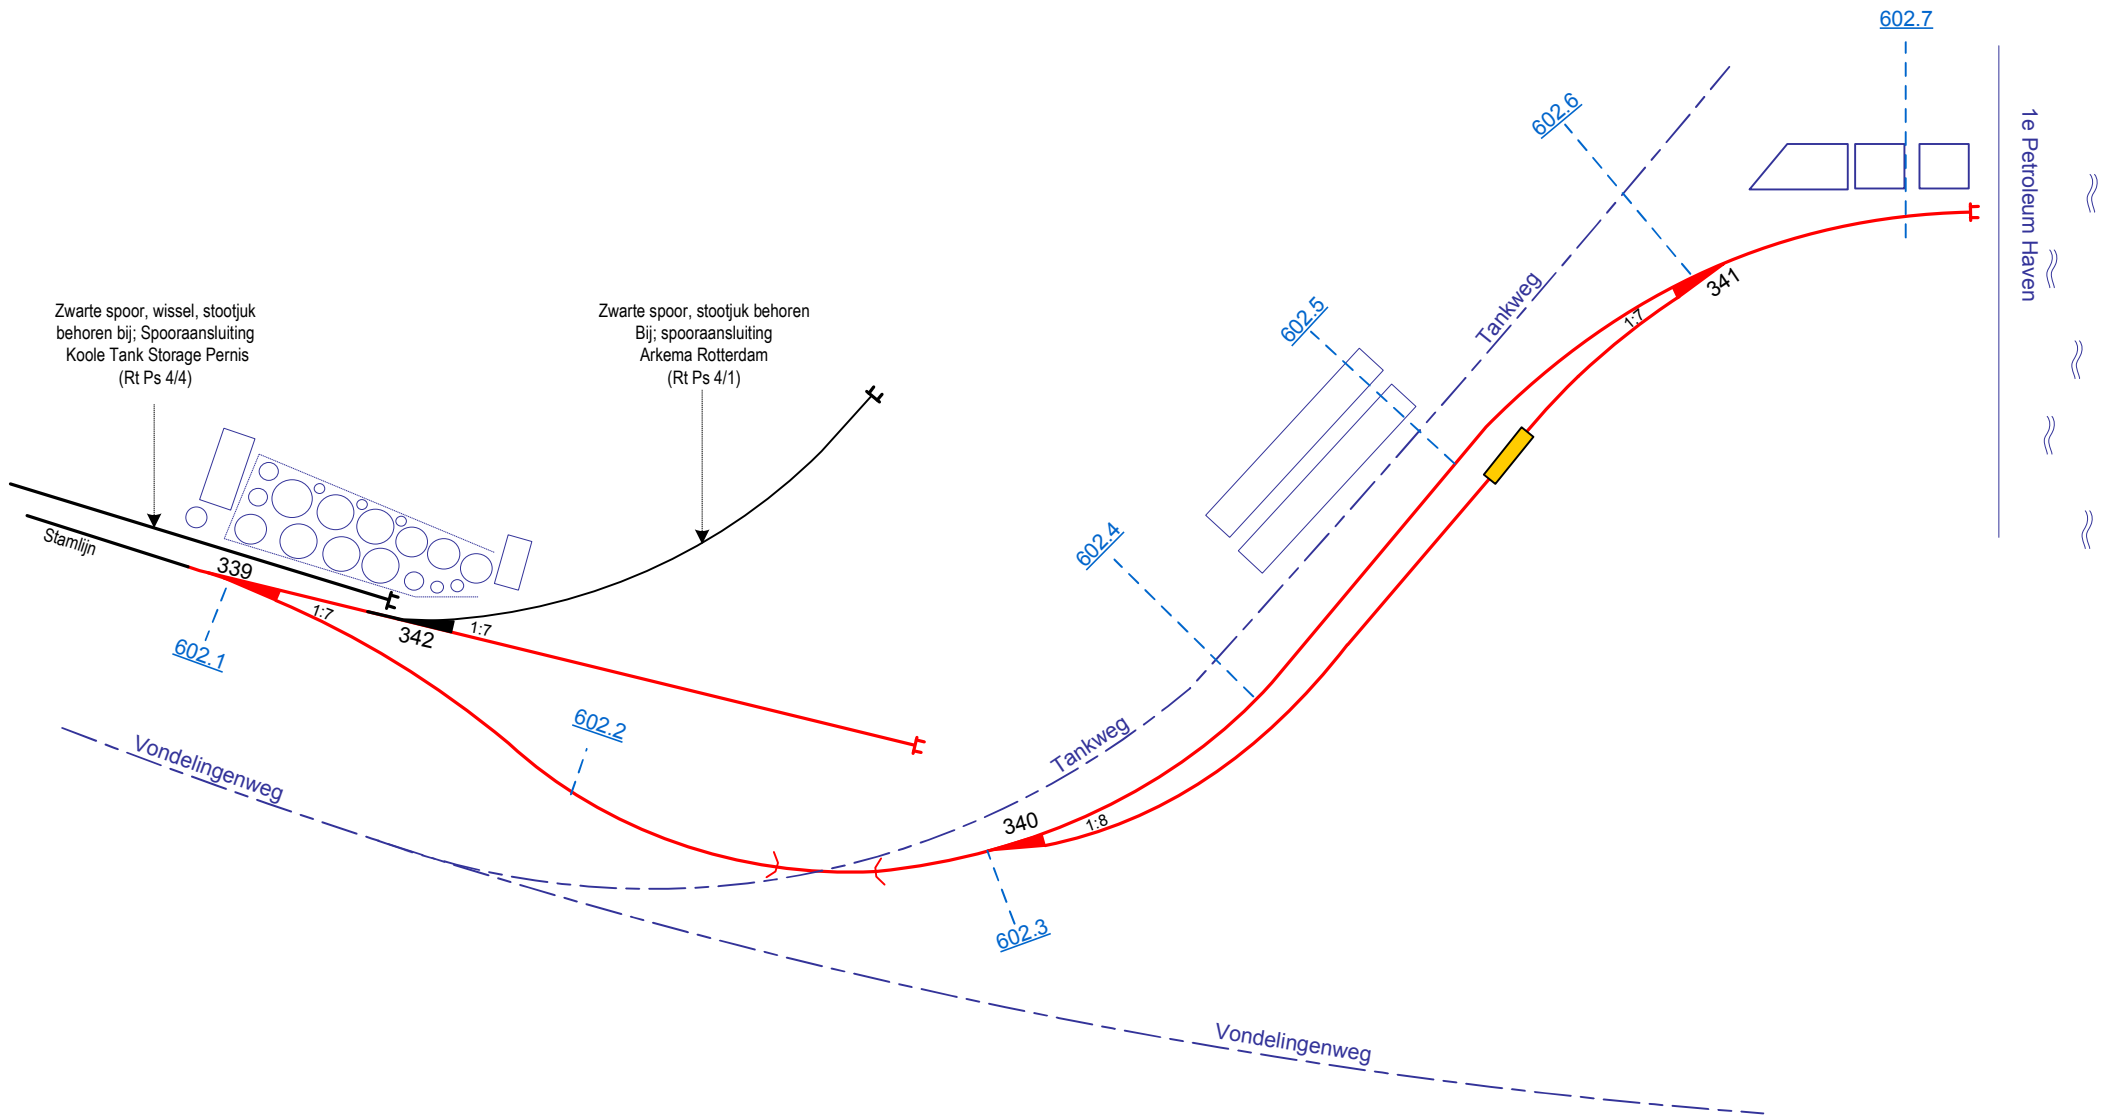 602.7
602.6
1e Petroleum Haven
341
1:7
Tankweg
602.5
Zwarte spoor, wissel, stootjuk
behoren bij; Spooraansluiting
Koole Tank Storage Pernis
(Rt Ps 4/4)
Zwarte spoor, stootjuk behoren
Bij; spooraansluiting
Arkema Rotterdam
(Rt Ps 4/1)
Stamlijn
339
1:7
342
1:7
602.1
602.4
602.2
Vondelingenweg
Tankweg
340
1:8
602.3
Vondelingenweg